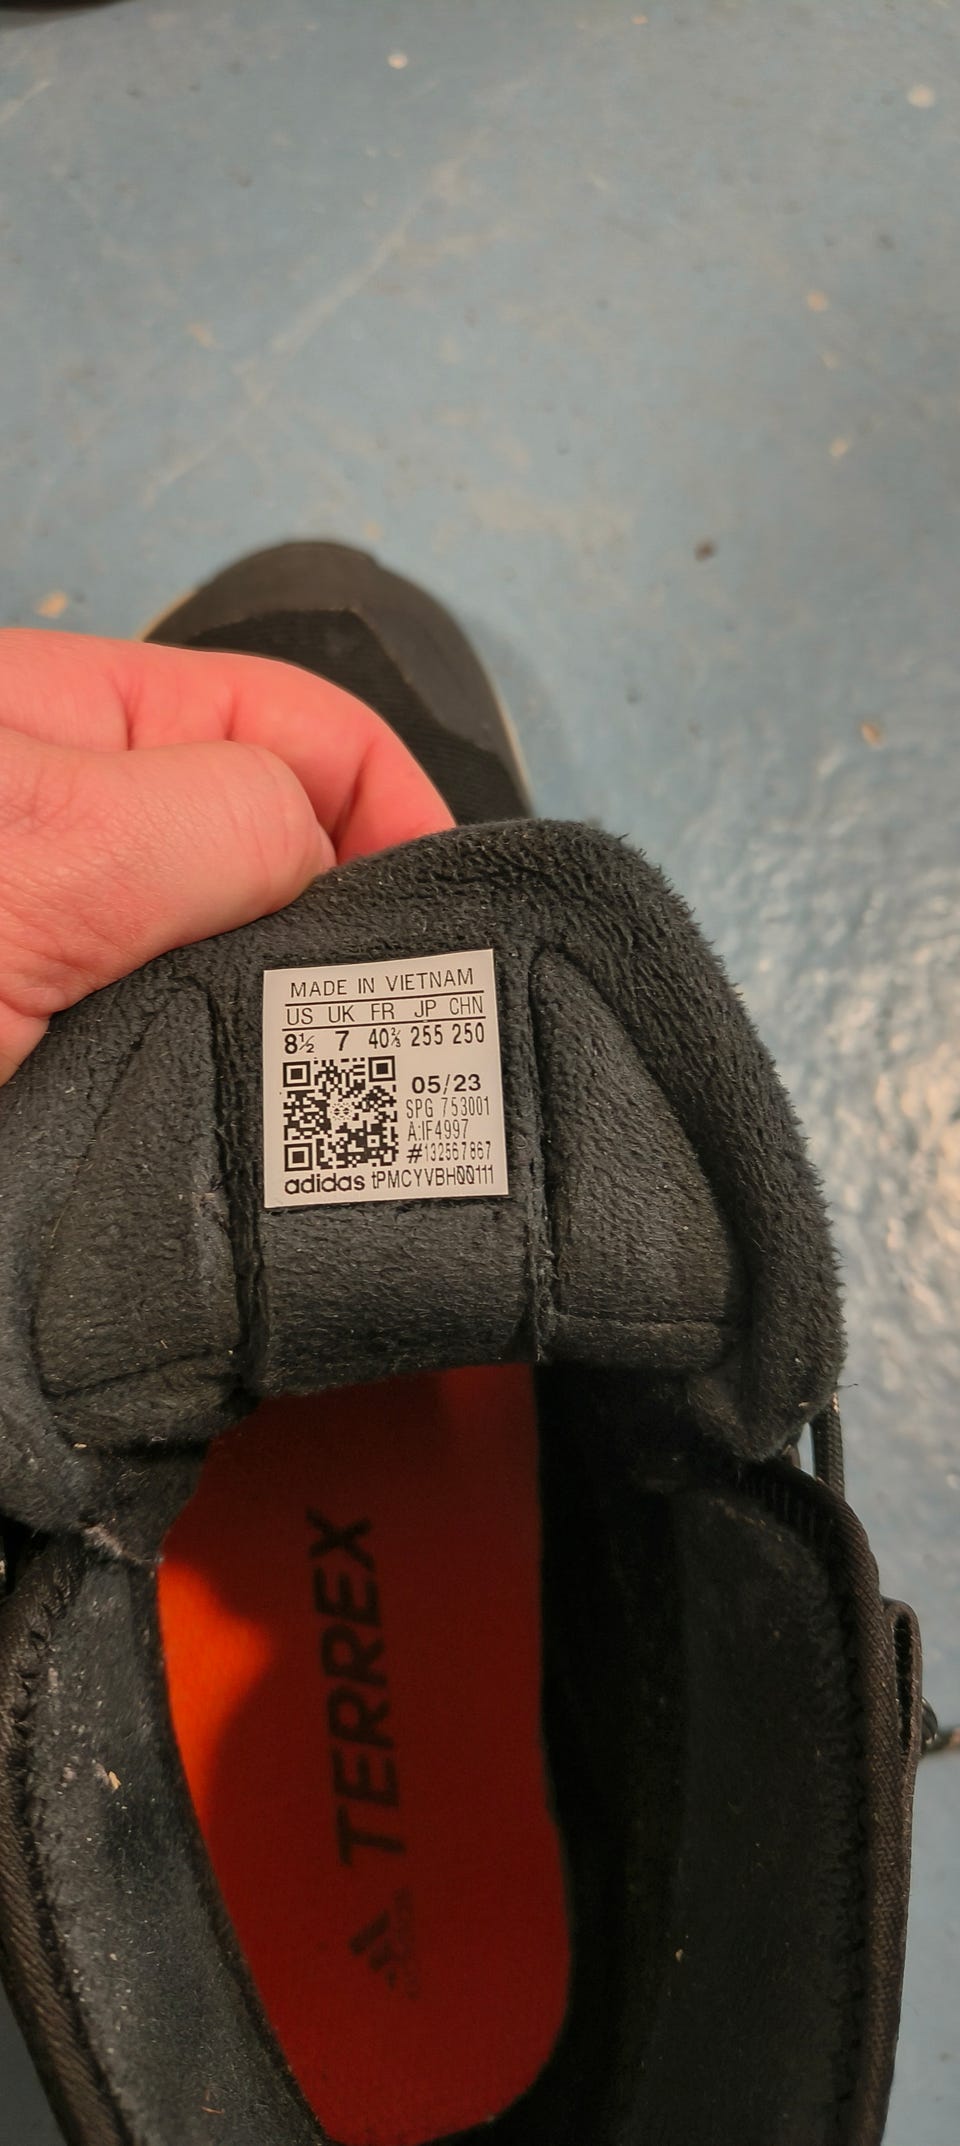 MADE IN VIETNAM
US UK FR JP CHN
8½ 7 40⅔ 255 250
05/23
SPG 753001
A:IF4997
#132567867
adidas tPMCYVBHQQ111
TERREX